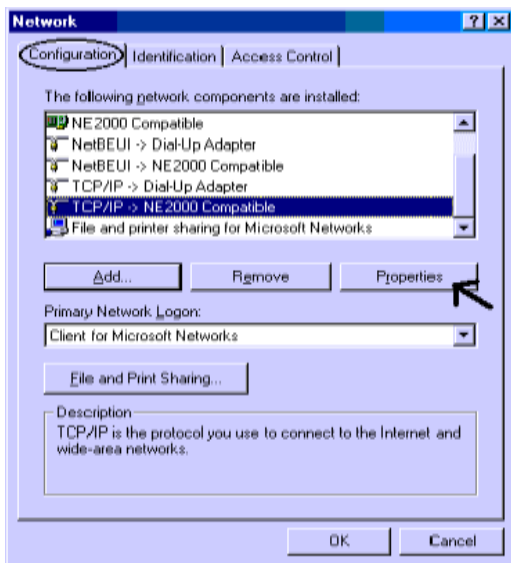 Network
Configuration Identification Access Control
The following network components are installed:
NE2000 Compatible
NetBEUI -> Dial-Up Adapter
NetBEUI -> NE2000 Compatible
TCP/IP -> Dial-Up Adapter
TCP/IP -> NE2000 Compatible
File and printer sharing for Microsoft Networks
Add... Remove Properties
Primary Network Logon:
Client for Microsoft Networks
File and Print Sharing...
Description
TCP/IP is the protocol you use to connect to the Internet and
wide-area networks.
OK Cancel